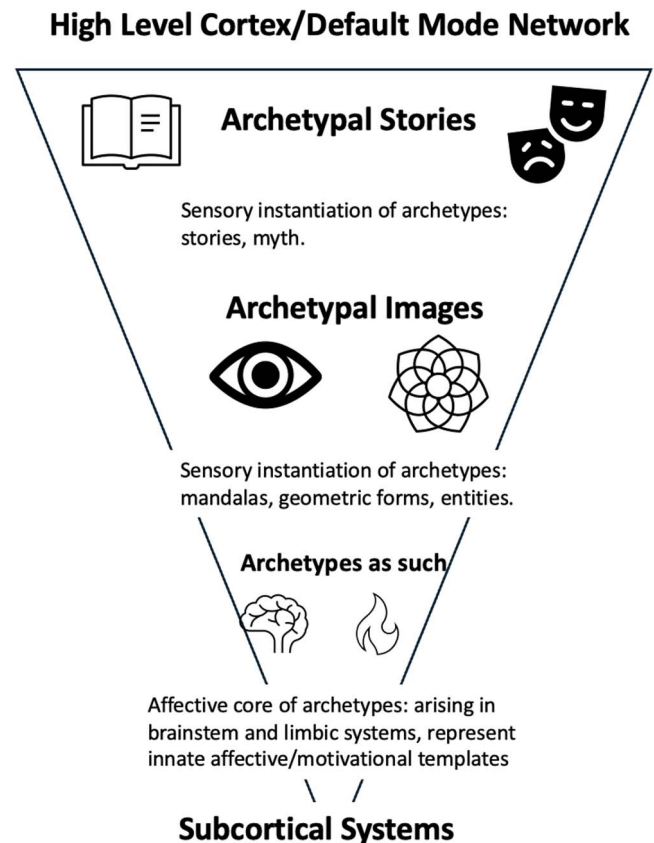 High Level Cortex/Default Mode Network
Archetypal Stories
Sensory instantiation of archetypes:
stories, myth.
Archetypal Images
Sensory instantiation of archetypes:
mandalas, geometric forms, entities.
Archetypes as such
Affective core of archetypes: arising in
brainstem and limbic systems, represent
innate affective/motivational templates
Subcortical Systems